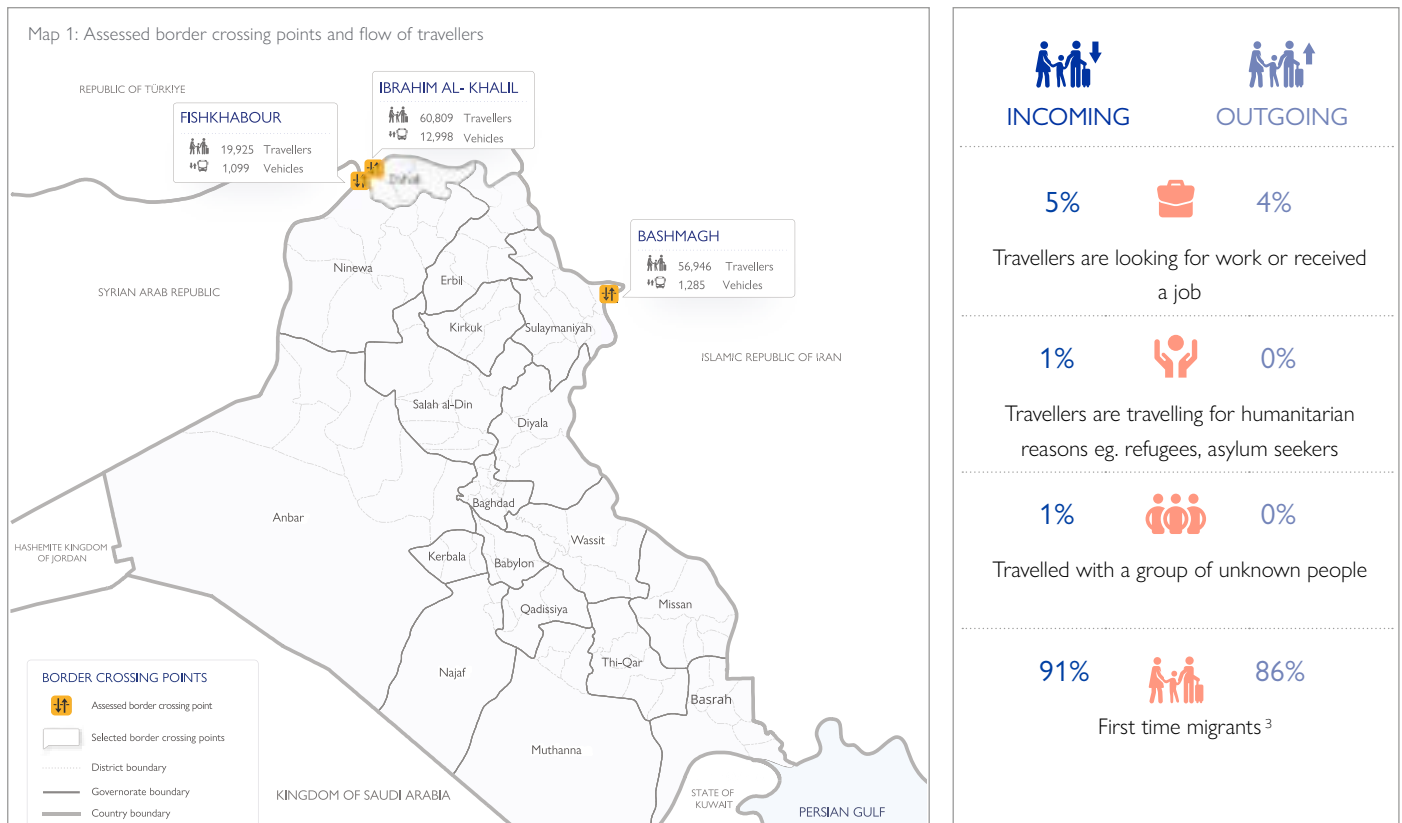 Map 1: Assessed border crossing points and flow of travellers
REPUBLIC OF TÜRKİYE
IBRAHIM AL- KHALIL
60,809 Travellers
12,998 Vehicles
FISHKHABOUR
19,925 Travellers
1,099 Vehicles
BASHMAGH
56,946 Travellers
1,285 Vehicles
Ninewa
Erbil
SYRIAN ARAB REPUBLIC
Kirkuk
Sulaymaniyah
ISLAMIC REPUBLIC OF IRAN
Salah al-Din
Diyala
Baghdad
Anbar
Wassit
HASHEMITE KINGDOM
OF JORDAN
Kerbala
Babylon
Qadissiya
Missan
Najaf
Thi-Qar
Basrah
Muthanna
KINGDOM OF SAUDI ARABIA
STATE OF
KUWAIT
PERSIAN GULF
BORDER CROSSING POINTS
Assessed border crossing point
Selected border crossing points
District boundary
Governorate boundary
Country boundary
INCOMING OUTGOING
5% 4%
Travellers are looking for work or received
a job
1% 0%
Travellers are travelling for humanitarian
reasons eg. refugees, asylum seekers
1% 0%
Travelled with a group of unknown people
91% 86%
First time migrants 3